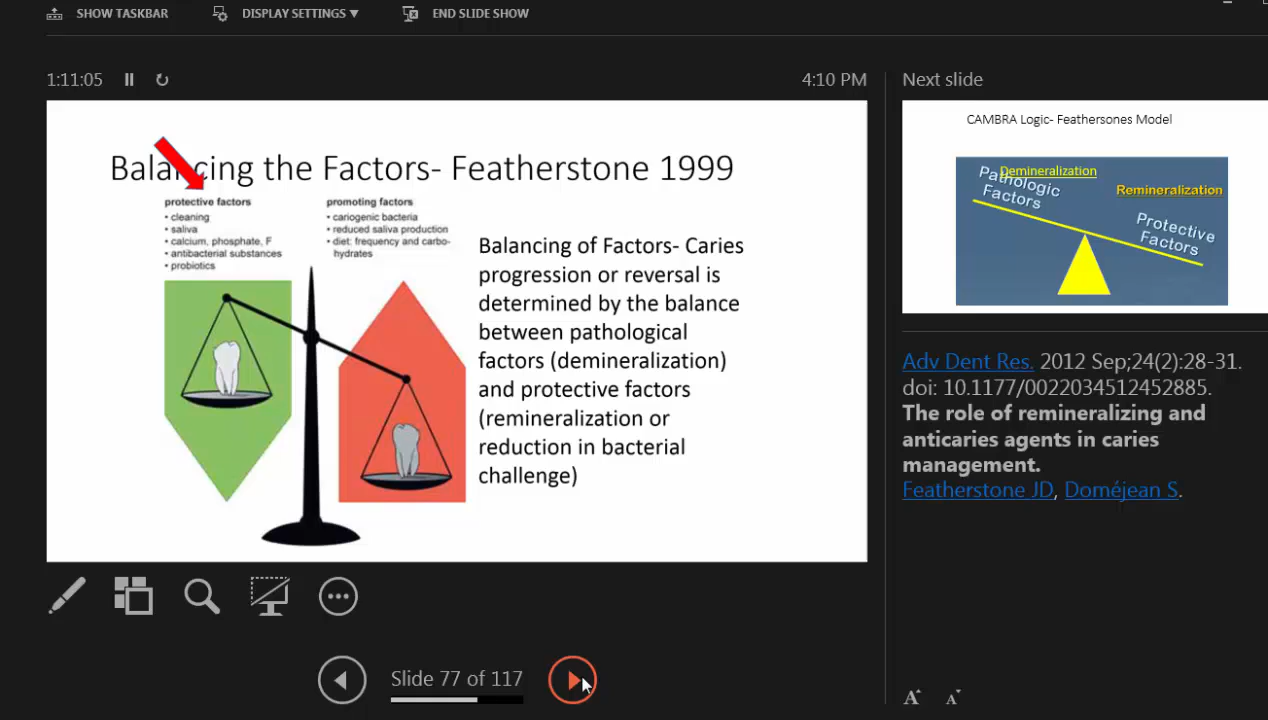 SHOW TASKBAR
DISPLAY SETTINGS ▼
END SLIDE SHOW
1:11:05
4:10 PM
Balancing the Factors- Featherstone 1999
protective factors
• cleaning
• saliva
• calcium, phosphate, F
• antibacterial substances
• probiotics
promoting factors
• cariogenic bacteria
• reduced saliva production
• diet: frequency and carbo-
hydrates
Balancing of Factors- Caries
progression or reversal is
determined by the balance
between pathological
factors (demineralization)
and protective factors
(remineralization or
reduction in bacterial
challenge)
Slide 77 of 117
Next slide
CAMBRA Logic- Feathersones Model
Demineralization
Pathologic
Factors
Remineralization
Protective
Factors
Adv Dent Res. 2012 Sep;24(2):28-31.
doi: 10.1177/0022034512452885.
The role of remineralizing and
anticaries agents in caries
management.
Featherstone JD, Doméjean S.
A A